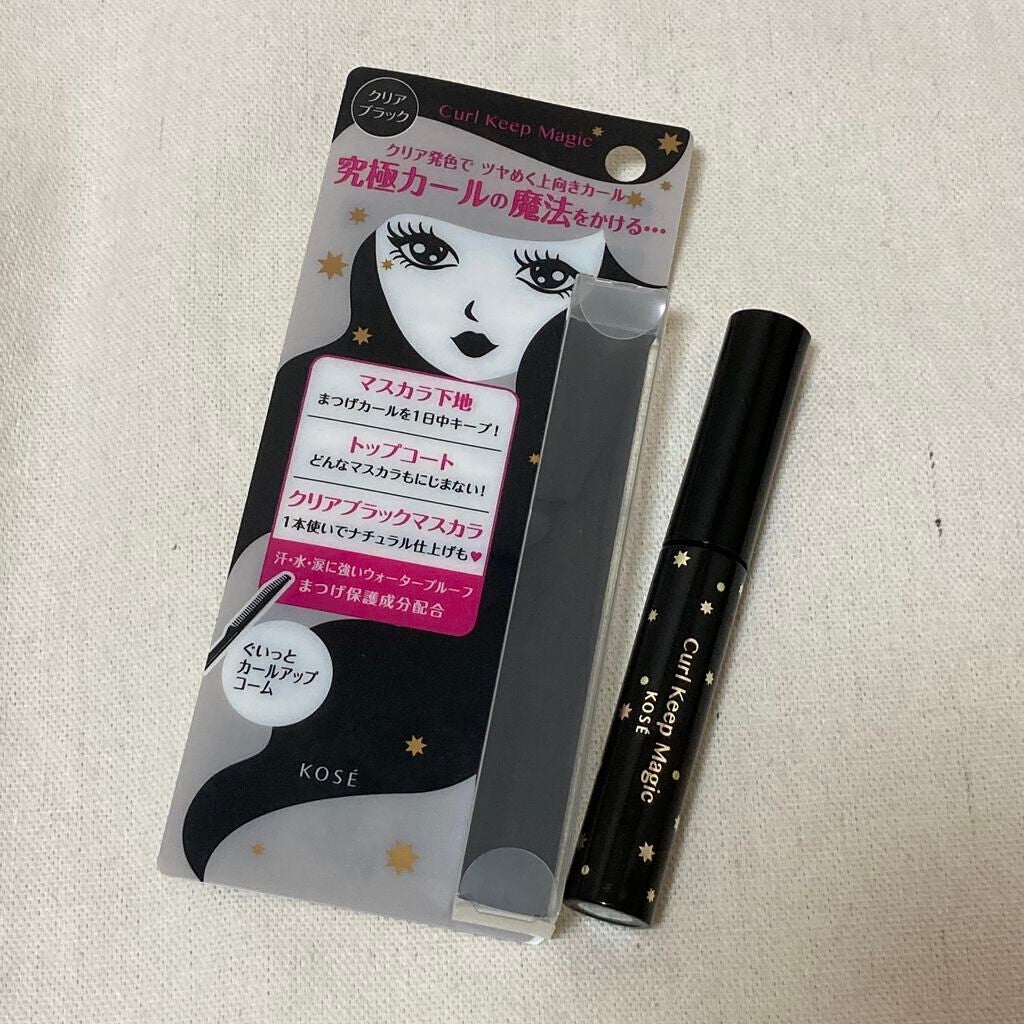 クリア
ブラック
Curl Keep Magic
クリア発色で ツヤめく上向きカール
究極カールの魔法をかける…
マスカラ下地
まつげカールを1日中キープ!
トップコート
どんなマスカラもにじまない!
クリアブラックマスカラ
1本使いでナチュラル仕上げも♥
汗・水・涙に強いウォータープルーフ
まつげ保護成分配合
ぐいっと
カールアップ
コーム
KOSÉ
Curl Keep Magic
KOSÉ